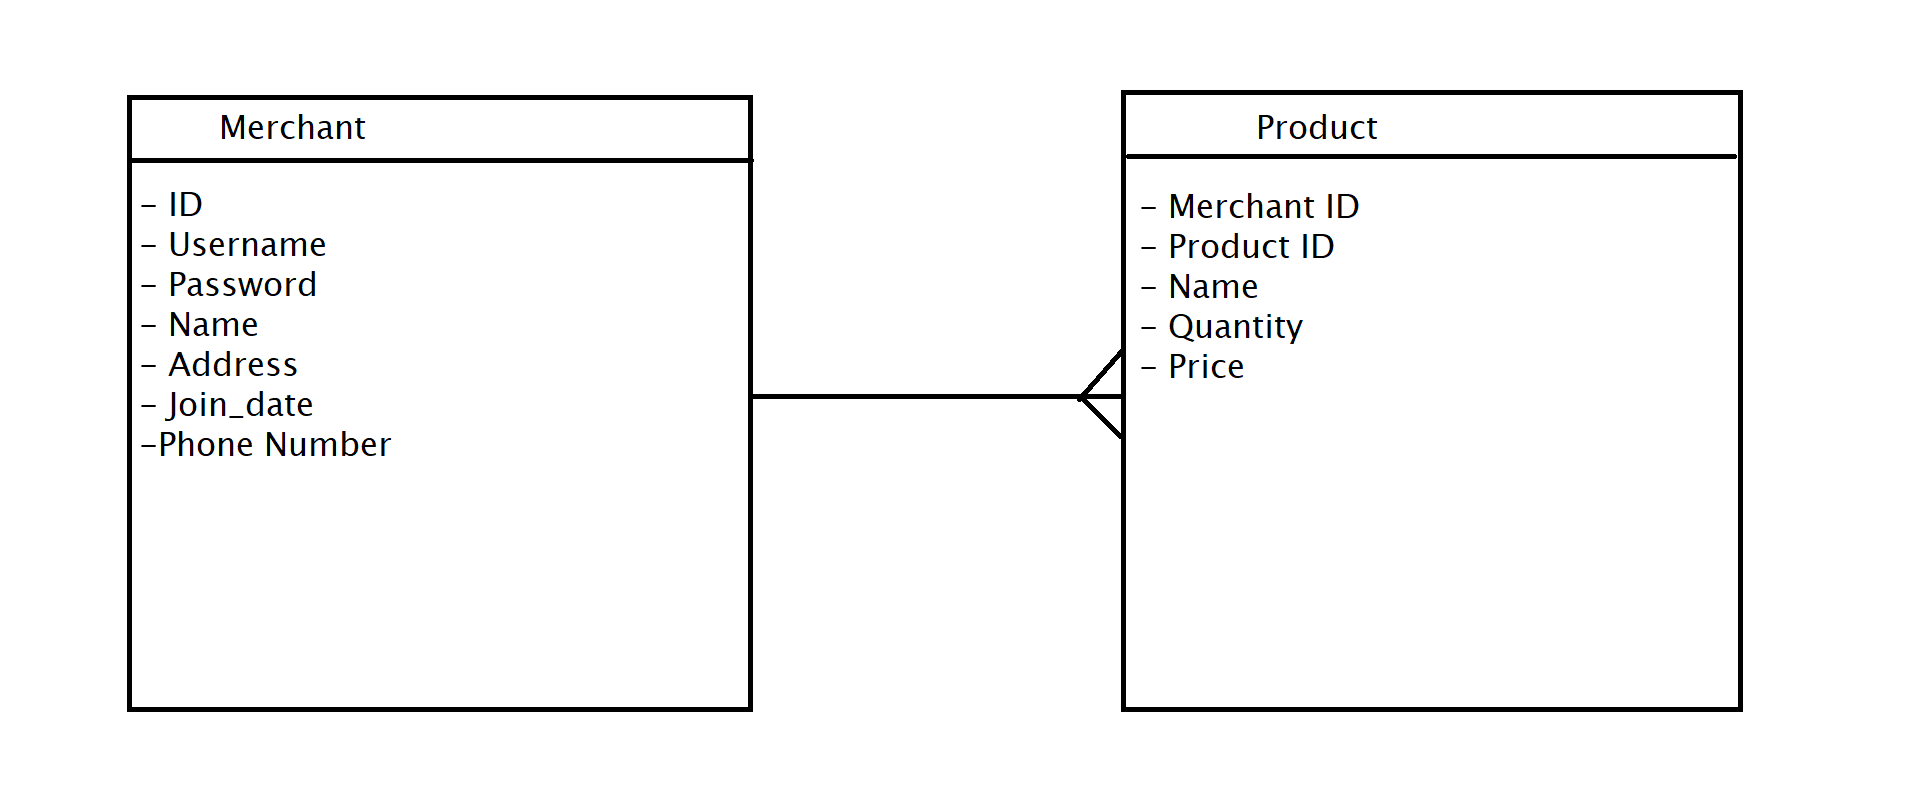 Merchant
- ID
- Username
- Password
- Name
- Address
- Join_date
-Phone Number
Product
- Merchant ID
- Product ID
- Name
- Quantity
- Price